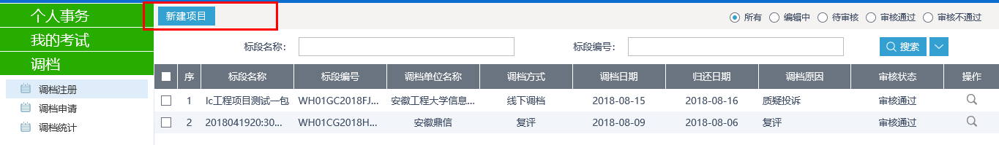 个人事务
我的考试
调档
调档注册
调档申请
调档统计
新建项目
所有 编辑中 待审核 审核通过 审核不通过
标段名称： 标段编号： 搜索
序 标段名称 标段编号 调档单位名称 调档方式 调档日期 归还日期 调档原因 审核状态 操作
1 lc工程项目测试一包 WH01GC2018FJ... 安徽工程大学信息... 线下调档 2018-08-15 2018-08-16 质疑投诉 审核通过
2 2018041920:30... WH01CG2018H... 安徽鼎信 复评 2018-08-09 2018-08-06 复评 审核通过